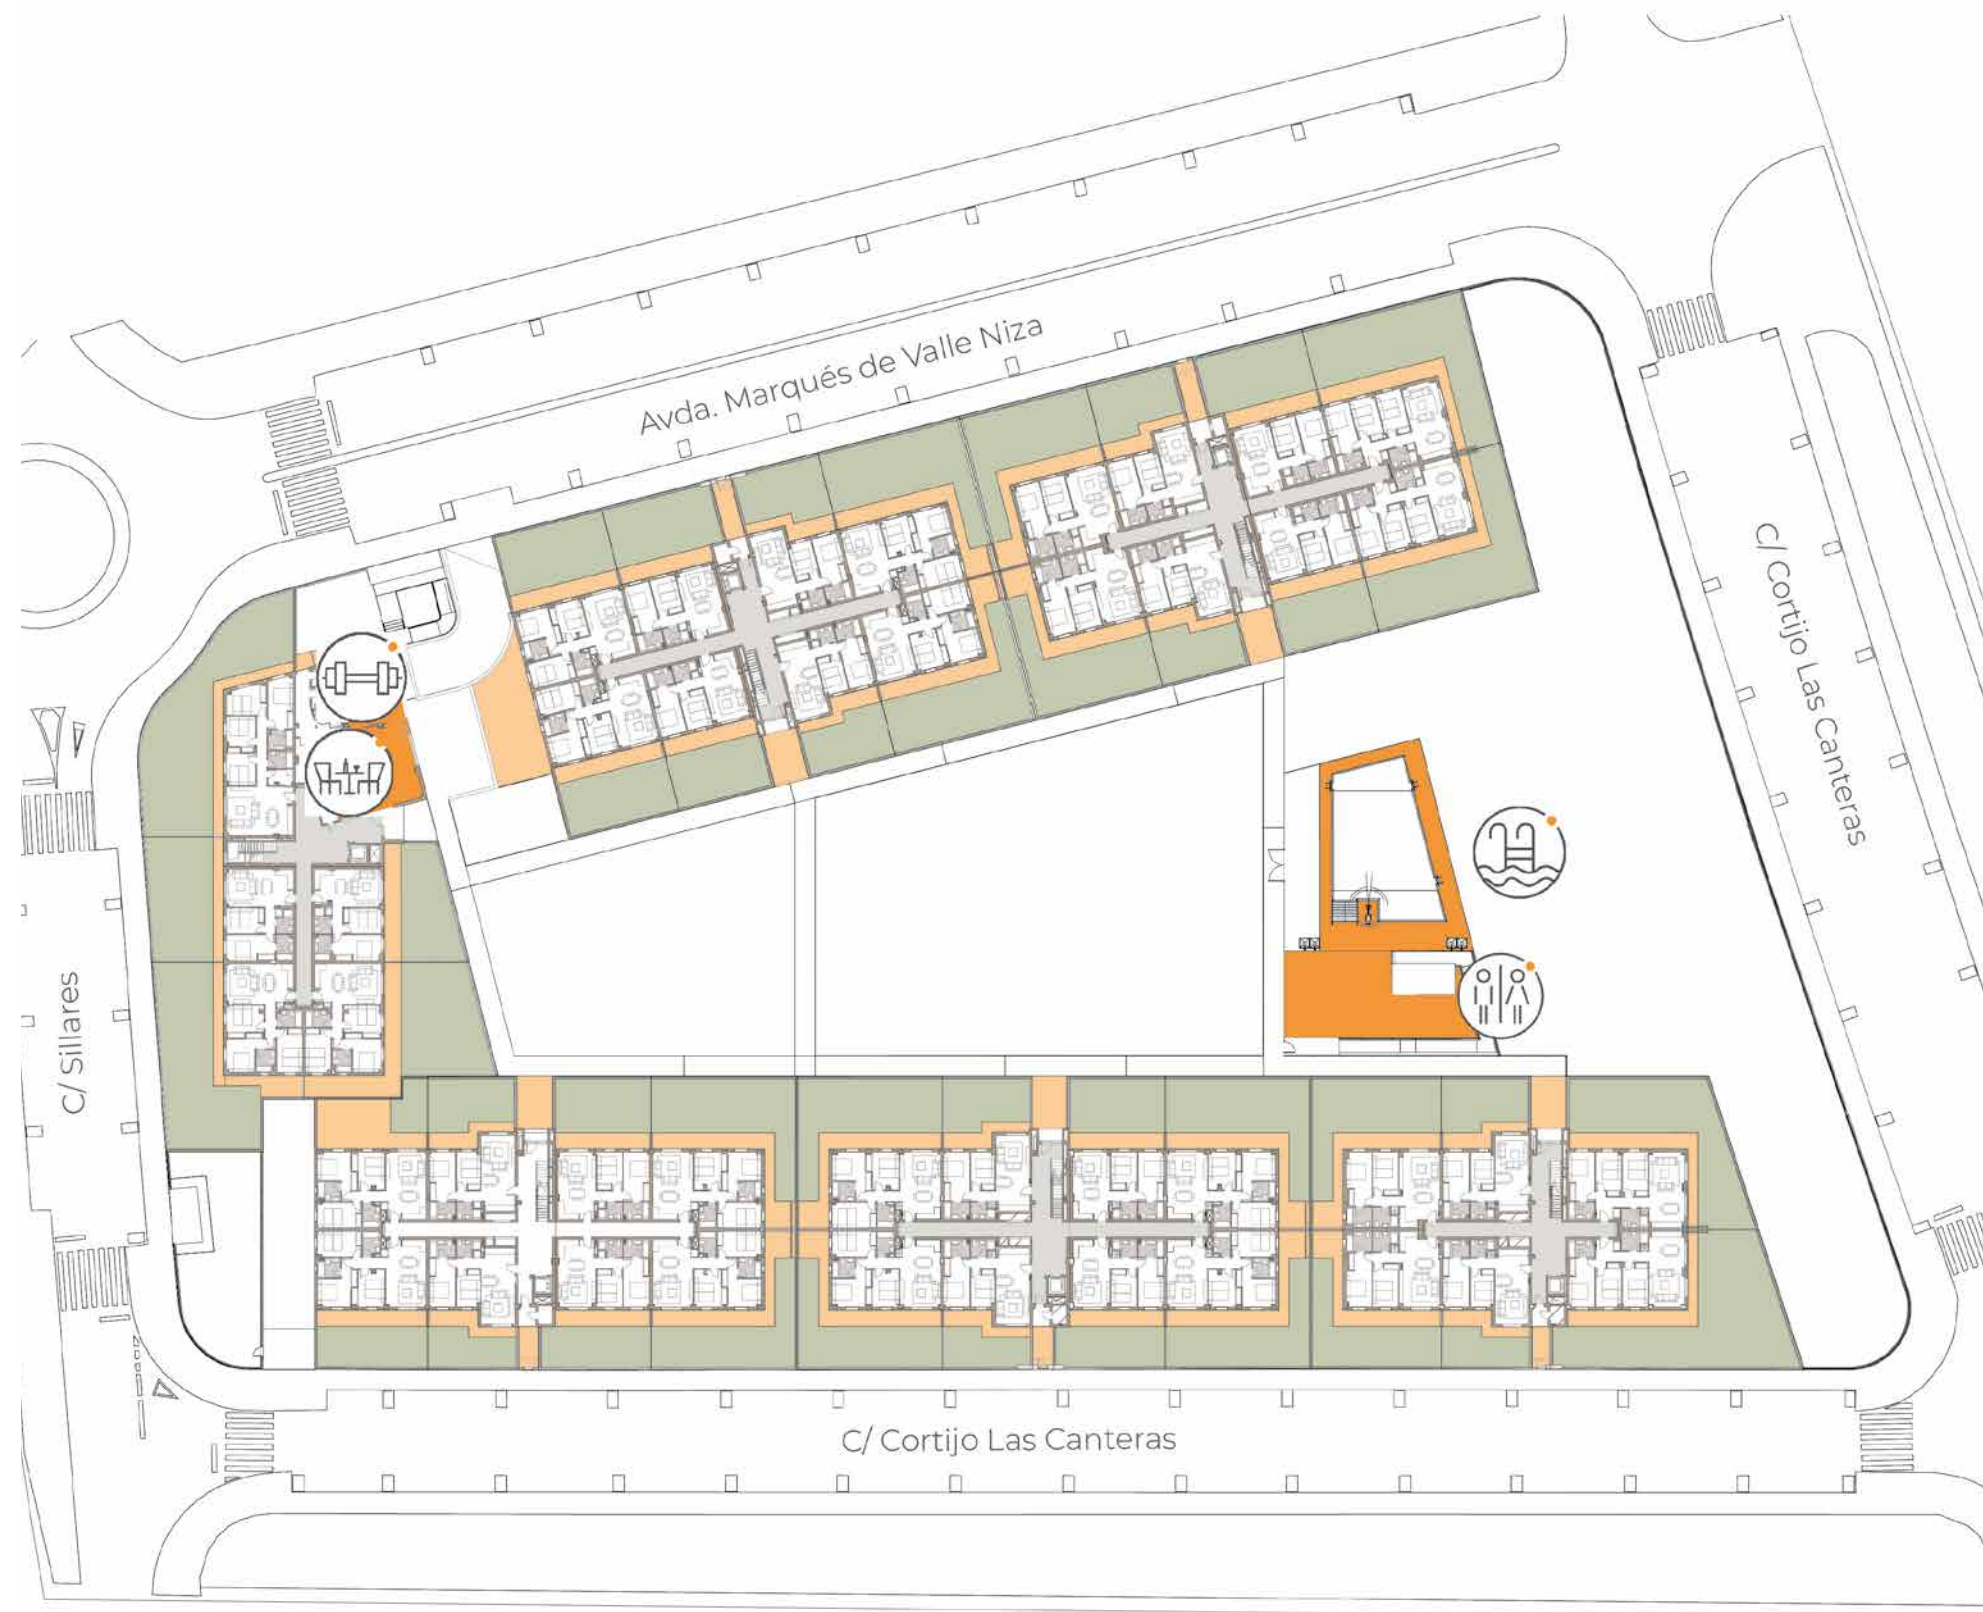 Avda. Marqués de Valle Niza
C/ Cortijo Las Canteras
C/ Sillares
C/ Cortijo Las Canteras